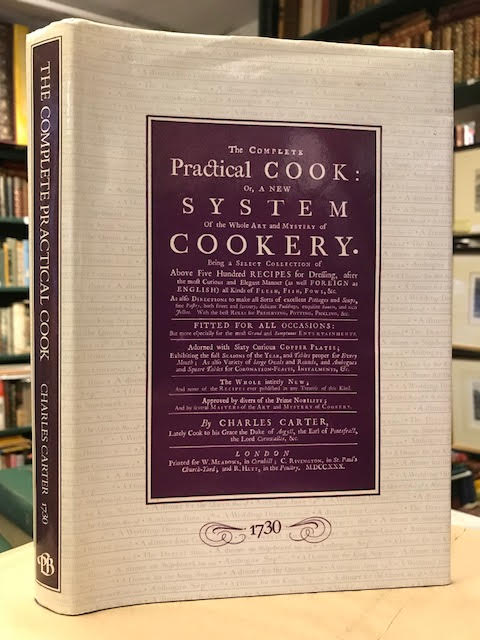 THE COMPLETE PRACTICAL COOK CHARLES CARTER 1730
PB
The COMPLETE
Practical COOK:
Or, A NEW
SYSTEM
Of the Whole ART and MYSTERY of
COOKERY.
Being a SELECT COLLECTION of
Above Five Hundred RECIPES for Dressing, after
the most Curious and Elegant Manner (as well FOREIGN as
ENGLISH) all Kinds of FLESH, FISH, FOWL, &c.
As also DIRECTIONS to make all Sorts of excellent Pottages and Soups,
fine Pastry, both sweet and savoury, delicate Puddings, exquisite Sauces, and rich
Jellies. With the best RULES for PRESERVING, POTTING, PICKLING, &c.
FITTED FOR ALL OCCASIONS:
But more especially for the most Grand and Sumptuous ENTERTAINMENTS.
Adorned with Sixty Curious COPPER PLATES;
Exhibiting the full SEASONS of the YEAR, and Tables proper for Every
Month; As also Variety of large Ovals and Rounds, and Ambogues
and Square Tables for CORONATION-FEASTS, INSTALMENTS, &c.
The WHOLE intirely NEW;
And none of the RECIPES ever published in any Treatise of this Kind.
Approved by divers of the Prime NOBILITY;
And by several MASTERS of the ART and MYSTERY of COOKERY.
By CHARLES CARTER,
Lately Cook to his Grace the Duke of Argyll, the Earl of Pontefract,
the Lord Cornwallis, &c.
LONDON
Printed for W. MEADOWS, in Cornhill; C. RIVINGTON, in St. Paul's
Church-Yard; and R. HETT, in the Poultry. MDCCXXX.
1730